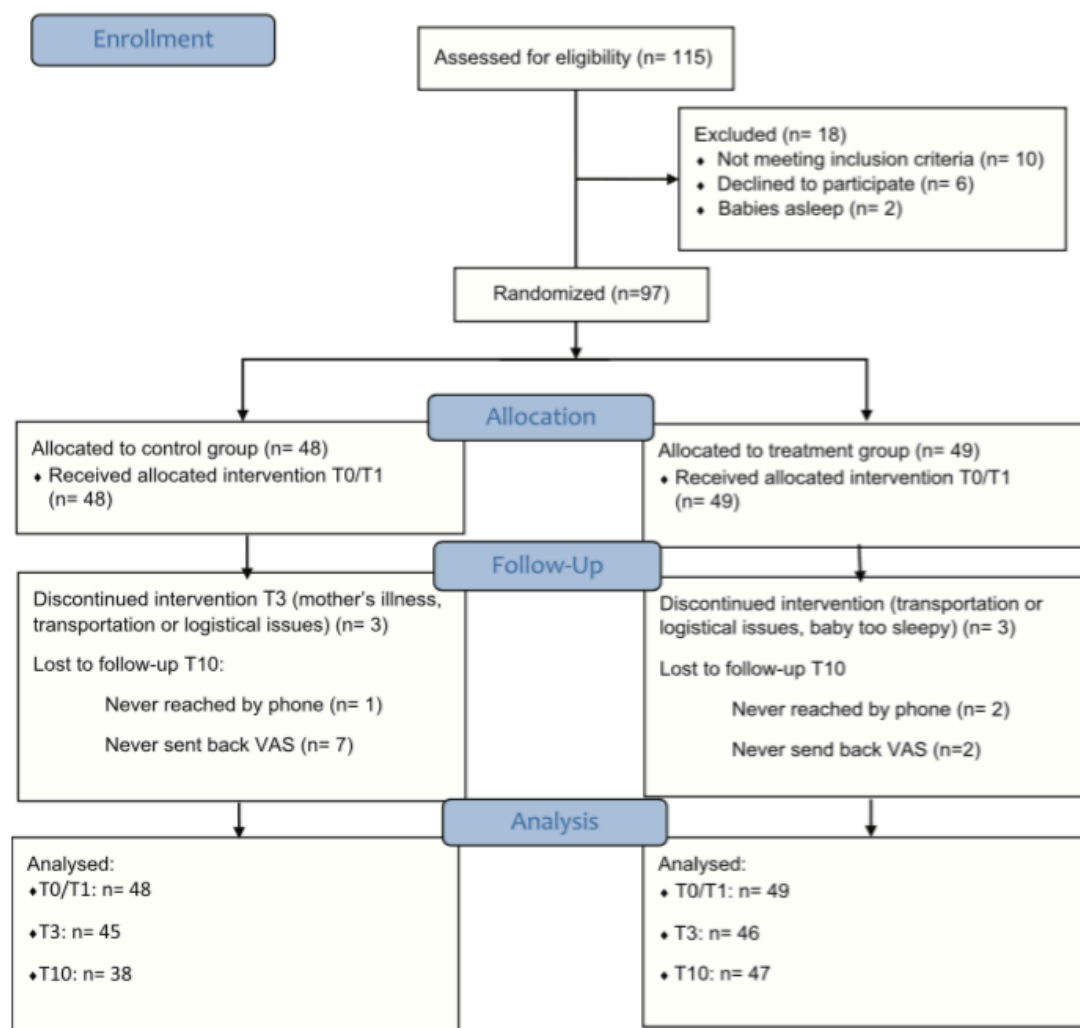 Enrollment
Assessed for eligibility (n= 115)
Excluded (n= 18)
⬧ Not meeting inclusion criteria (n= 10)
⬧ Declined to participate (n= 6)
⬧ Babies asleep (n= 2)
Randomized (n=97)
Allocation
Allocated to control group (n= 48)
⬧ Received allocated intervention T0/T1
(n= 48)
Allocated to treatment group (n= 49)
⬧ Received allocated intervention T0/T1
(n= 49)
Follow-Up
Discontinued intervention T3 (mother's illness,
transportation or logistical issues) (n= 3)
Lost to follow-up T10:
Never reached by phone (n= 1)
Never sent back VAS (n= 7)
Discontinued intervention (transportation or
logistical issues, baby too sleepy) (n= 3)
Lost to follow-up T10
Never reached by phone (n= 2)
Never send back VAS (n=2)
Analysis
Analysed:
⬧T0/T1: n= 48
⬧T3: n= 45
⬧T10: n= 38
Analysed:
⬧ T0/T1: n= 49
⬧ T3: n= 46
⬧ T10: n= 47